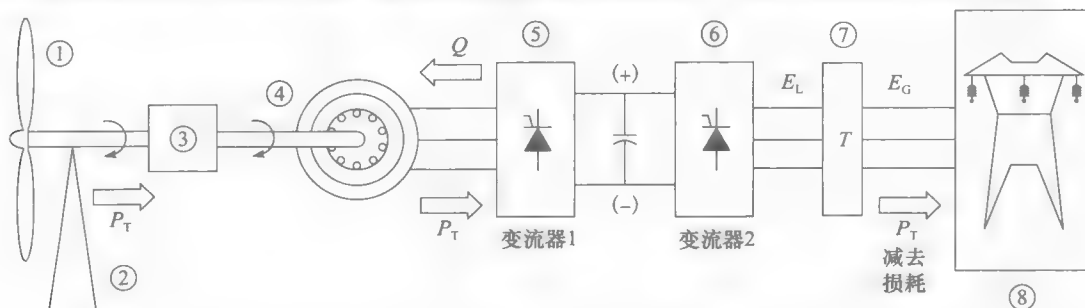 ①
②
③
④
⑤
⑥
⑦
⑧
Q
P_T
P_T
变流器1
(+)
(−)
变流器2
E_L
T
E_G
P_T
减去
损耗